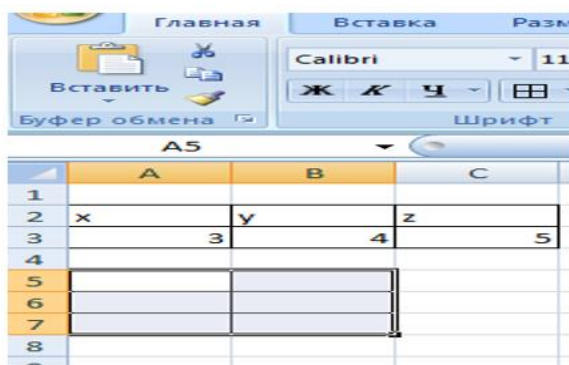 Главная Вставка Разм
Вставить
Calibri 11
Ж К Ч
Буфер обмена Шрифт
A5
A B C
1
2 x y z
3 3 4 5
4
5
6
7
8